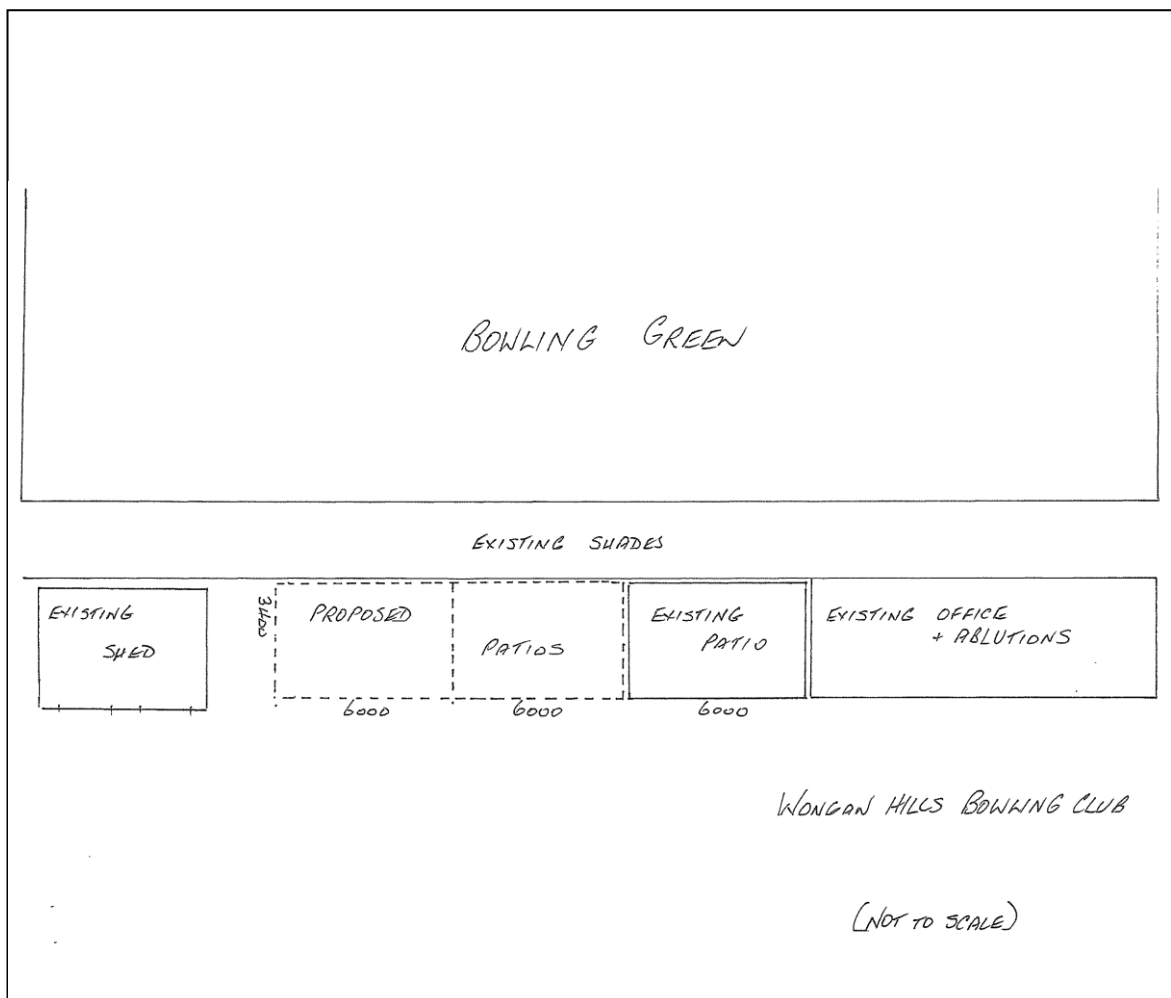 BOWLING GREEN
EXISTING SHADES
EXISTING
SHED
3400
PROPOSED
PATIOS
EXISTING
PATIO
EXISTING OFFICE
+ ABLUTIONS
6000
6000
6000
WONGAN HILLS BOWLING CLUB
(NOT TO SCALE)